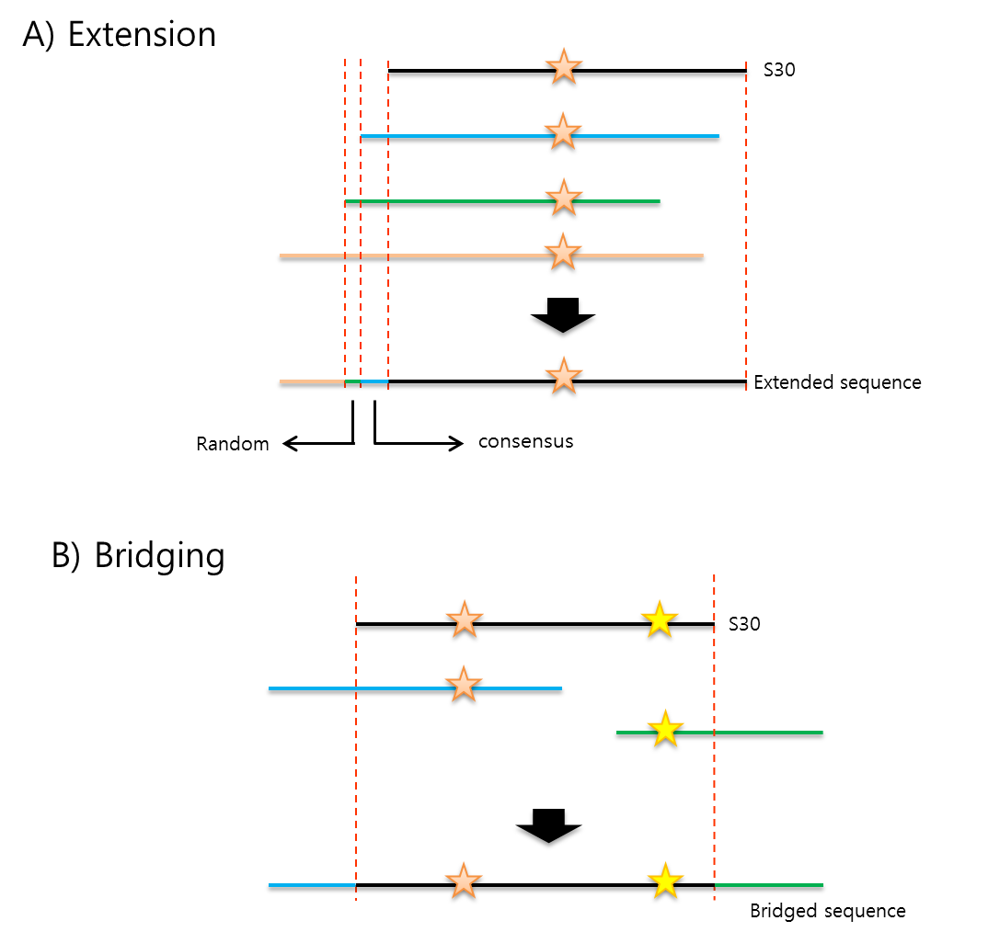 A) Extension
S30
Extended sequence
Random
consensus
B) Bridging
S30
Bridged sequence